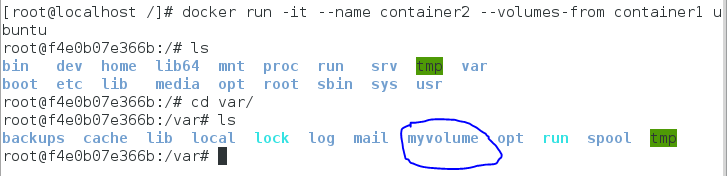 [root@localhost /]# docker run -it --name container2 --volumes-from container1 u
buntu
root@f4e0b07e366b:/# ls
bin dev home lib64 mnt proc run srv tmp var
boot etc lib media opt root sbin sys usr
root@f4e0b07e366b:/# cd var/
root@f4e0b07e366b:/var# ls
backups cache lib local lock log mail myvolume opt run spool tmp
root@f4e0b07e366b:/var#